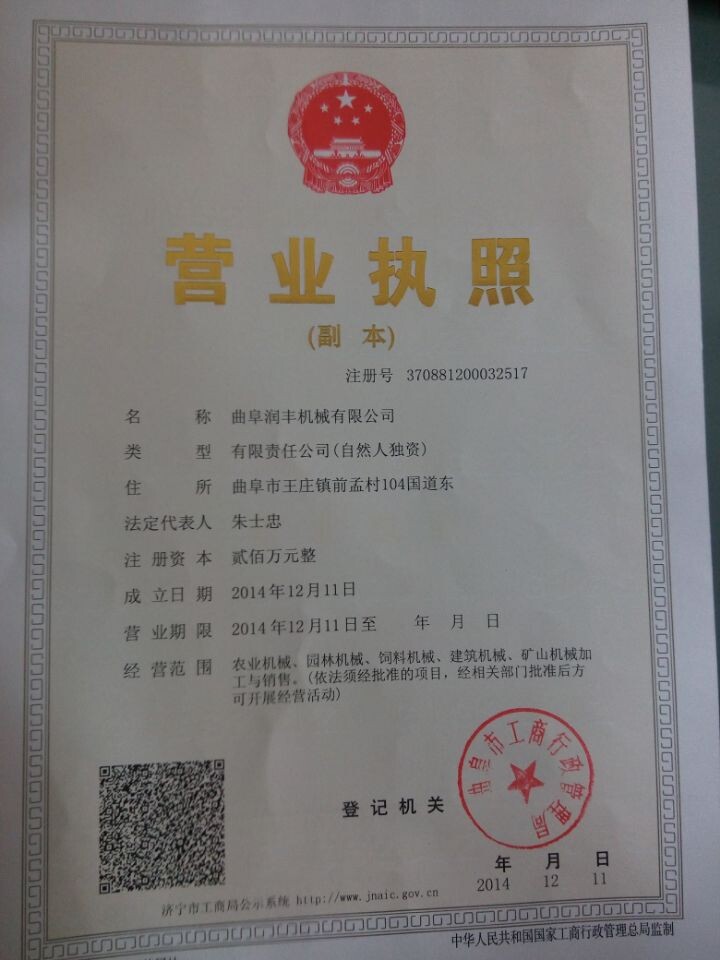 营业执照
(副 本)
注册号 370881200032517
名 称 曲阜润丰机械有限公司
类 型 有限责任公司(自然人独资)
住 所 曲阜市王庄镇前孟村104国道东
法定代表人 朱士忠
注册资本 贰佰万元整
成立日期 2014年12月11日
营业期限 2014年12月11日至 年 月 日
经营范围 农业机械、园林机械、饲料机械、建筑机械、矿山机械加
工与销售。(依法须经批准的项目，经相关部门批准后方
可开展经营活动)
曲阜市工商行政管理局
登记机关
年 月 日
2014 12 11
济宁市工商局公示系统 http://www.jnaic.gov.cn
中华人民共和国国家工商行政管理总局监制